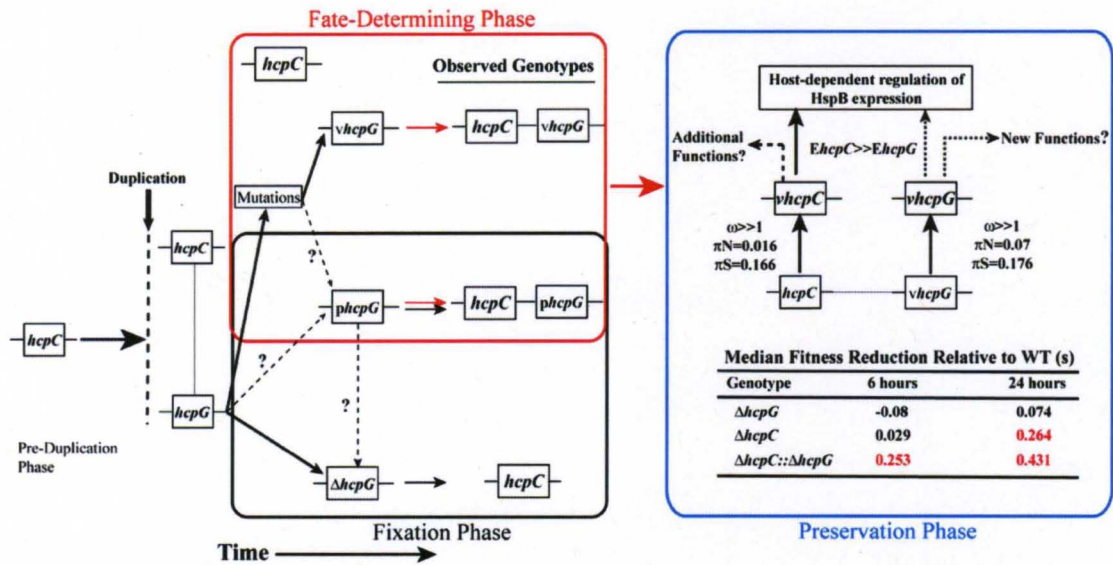 Fate-Determining Phase
hcpC
Observed Genotypes
vhcpG
hcpC
vhcpG
Duplication
Mutations
hcpC
?
phcpG
hcpC
phcpG
hcpC
?
?
hcpG
Pre-Duplication
Phase
ΔhcpG
hcpC
Fixation Phase
Time
Host-dependent regulation of
HspB expression
Additional
Functions?
EhcpC>>EhcpG
New Functions?
vhcpC
vhcpG
ω>>1
πN=0.016
πS=0.166
ω>>1
πN=0.07
πS=0.176
hcpC
vhcpG
Median Fitness Reduction Relative to WT (s)
Genotype 6 hours 24 hours
ΔhcpG -0.08 0.074
ΔhcpC 0.029 0.264
ΔhcpC::ΔhcpG 0.253 0.431
Preservation Phase